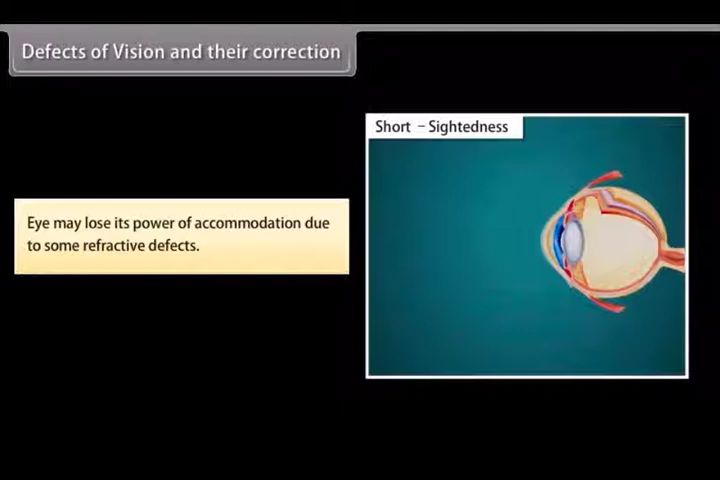 Defects of Vision and their correction
Short - Sightedness
Eye may lose its power of accommodation due
to some refractive defects.